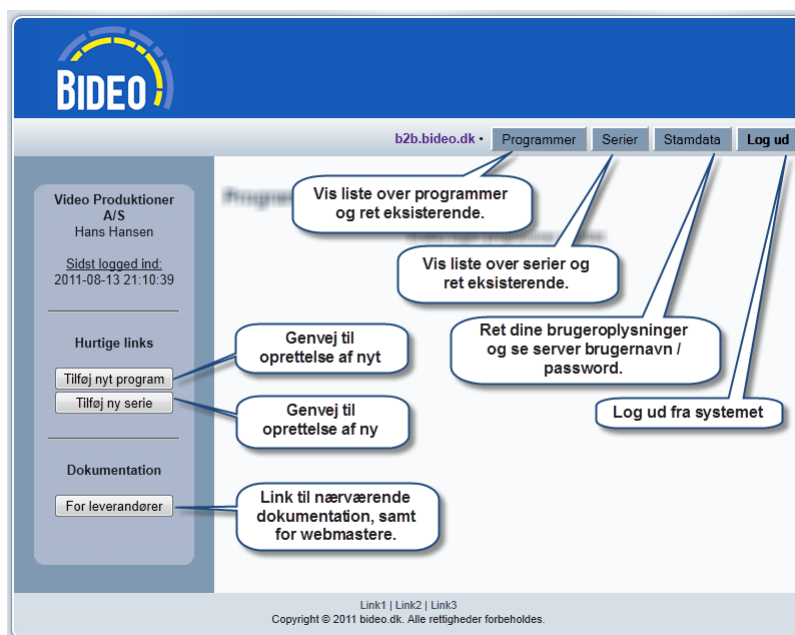 BIDEO
b2b.bideo.dk • Programmer Serier Stamdata Log ud
Video Produktioner
A/S
Hans Hansen
Sidst logged ind:
2011-08-13 21:10:39
Hurtige links
Tilføj nyt program
Tilføj ny serie
Dokumentation
For leverandører
Vis liste over programmer
og ret eksisterende.
Vis liste over serier og
ret eksisterende.
Ret dine brugeroplysninger
og se server brugernavn /
password.
Log ud fra systemet
Genvej til
oprettelse af nyt
Genvej til
oprettelse af ny
Link til nærværende
dokumentation, samt
for webmastere.
Link1 | Link2 | Link3
Copyright © 2011 bideo.dk. Alle rettigheder forbeholdes.